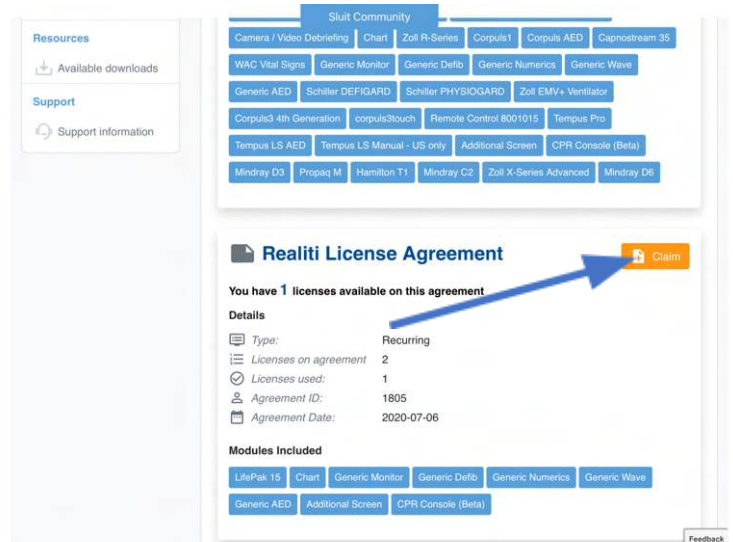 Sluit Community
Resources
Available downloads
Support
Support information
Camera / Video Debriefing Chart Zoll R-Series Corpuls1 Corpuls AED Capnostream 35
WAC Vital Signs Generic Monitor Generic Defib Generic Numerics Generic Wave
Generic AED Schiller DEFIGARD Schiller PHYSIOGARD Zoll EMV+ Ventilator
Corpuls3 4th Generation corpuls3touch Remote Control 8001015 Tempus Pro
Tempus LS AED Tempus LS Manual - US only Additional Screen CPR Console (Beta)
Mindray D3 Propaq M Hamilton T1 Mindray C2 Zoll X-Series Advanced Mindray D6
Realiti License Agreement
Claim
You have 1 licenses available on this agreement
Details
Type: Recurring
Licenses on agreement 2
Licenses used: 1
Agreement ID: 1805
Agreement Date: 2020-07-06
Modules Included
LifePak 15 Chart Generic Monitor Generic Defib Generic Numerics Generic Wave
Generic AED Additional Screen CPR Console (Beta)
Feedback